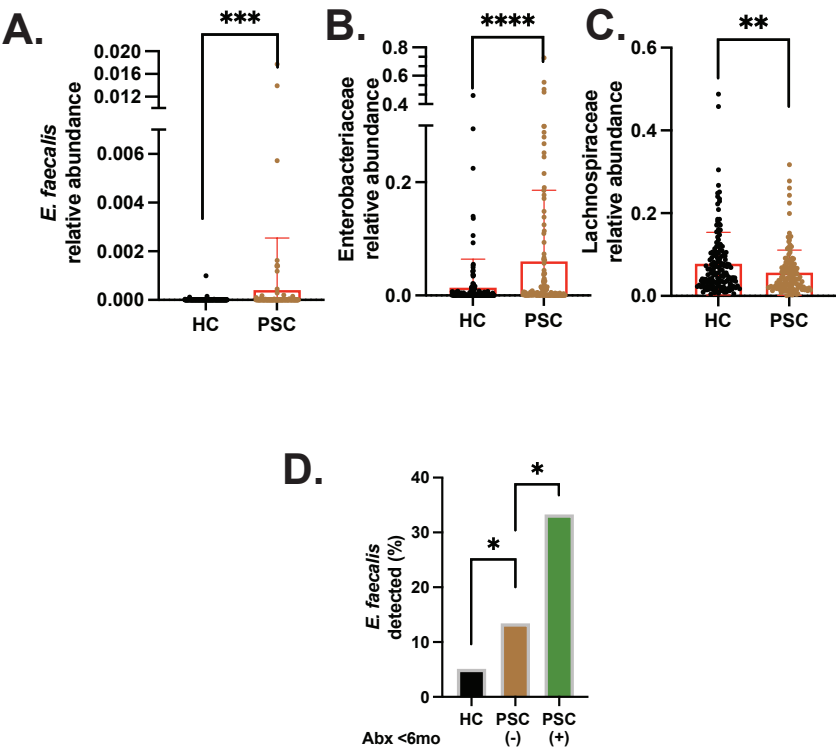 A.
***
E. faecalis
relative abundance
0.020
0.016
0.012
0.006
0.004
0.002
0.000
HC PSC
B.
****
Enterobacteriaceae
relative abundance
0.8
0.6
0.4
0.2
0.0
HC PSC
C.
**
Lachnospiraceae
relative abundance
0.6
0.4
0.2
0.0
HC PSC
D.
*
*
E. faecalis
detected (%)
40
30
20
10
0
HC PSC PSC
Abx <6mo (-) (+)